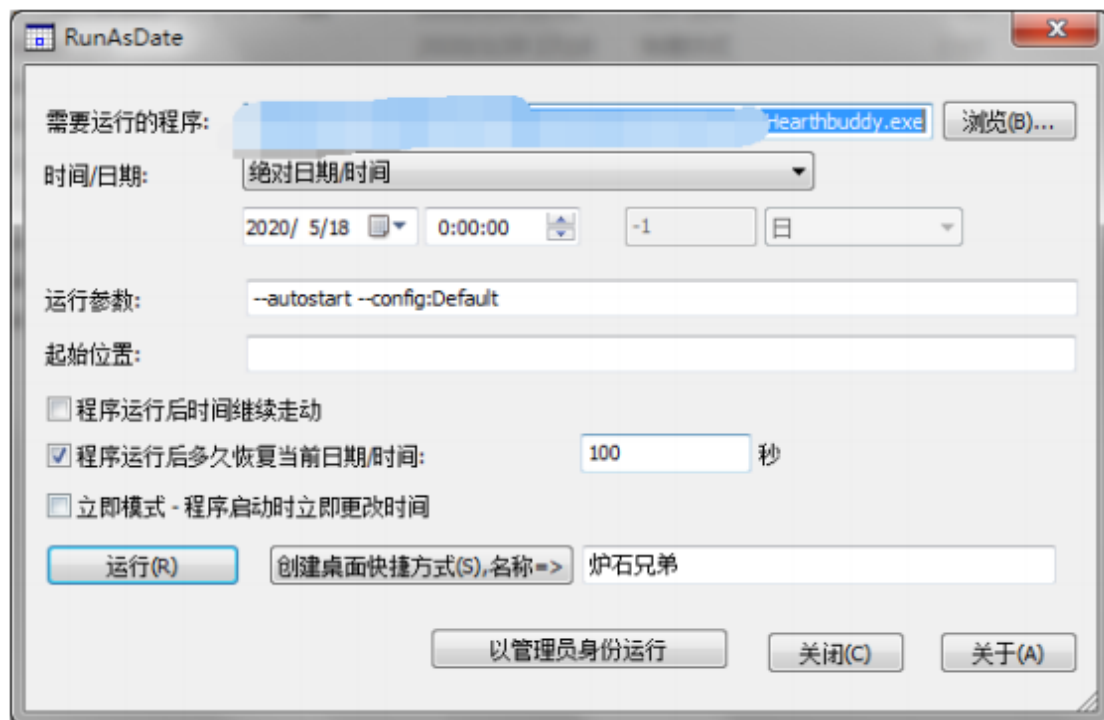 RunAsDate
需要运行的程序: Hearthbuddy.exe 浏览(B)...
时间/日期: 绝对日期/时间
2020/ 5/18 0:00:00 -1 日
运行参数: --autostart --config:Default
起始位置:
程序运行后时间继续走动
程序运行后多久恢复当前日期/时间: 100 秒
立即模式 - 程序启动时立即更改时间
运行(R) 创建桌面快捷方式(S),名称=> 炉石兄弟
以管理员身份运行 关闭(C) 关于(A)